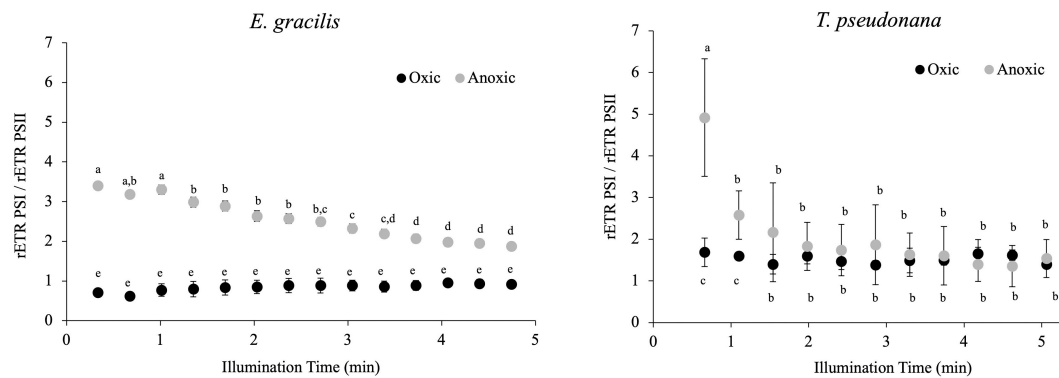 E. gracilis
7
6
5
4
3
2
1
0
rETR PSI / rETR PSII
Oxic Anoxic
a a,b a b b b b b,c c c,d d d d d
e e e e e e e e e e e e e e
0 1 2 3 4 5
Illumination Time (min)
T. pseudonana
7
6
5
4
3
2
1
0
rETR PSI / rETR PSII
Oxic Anoxic
a b b b b b b b b b b
c c b b b b b b b b b
0 1 2 3 4 5
Illumination Time (min)